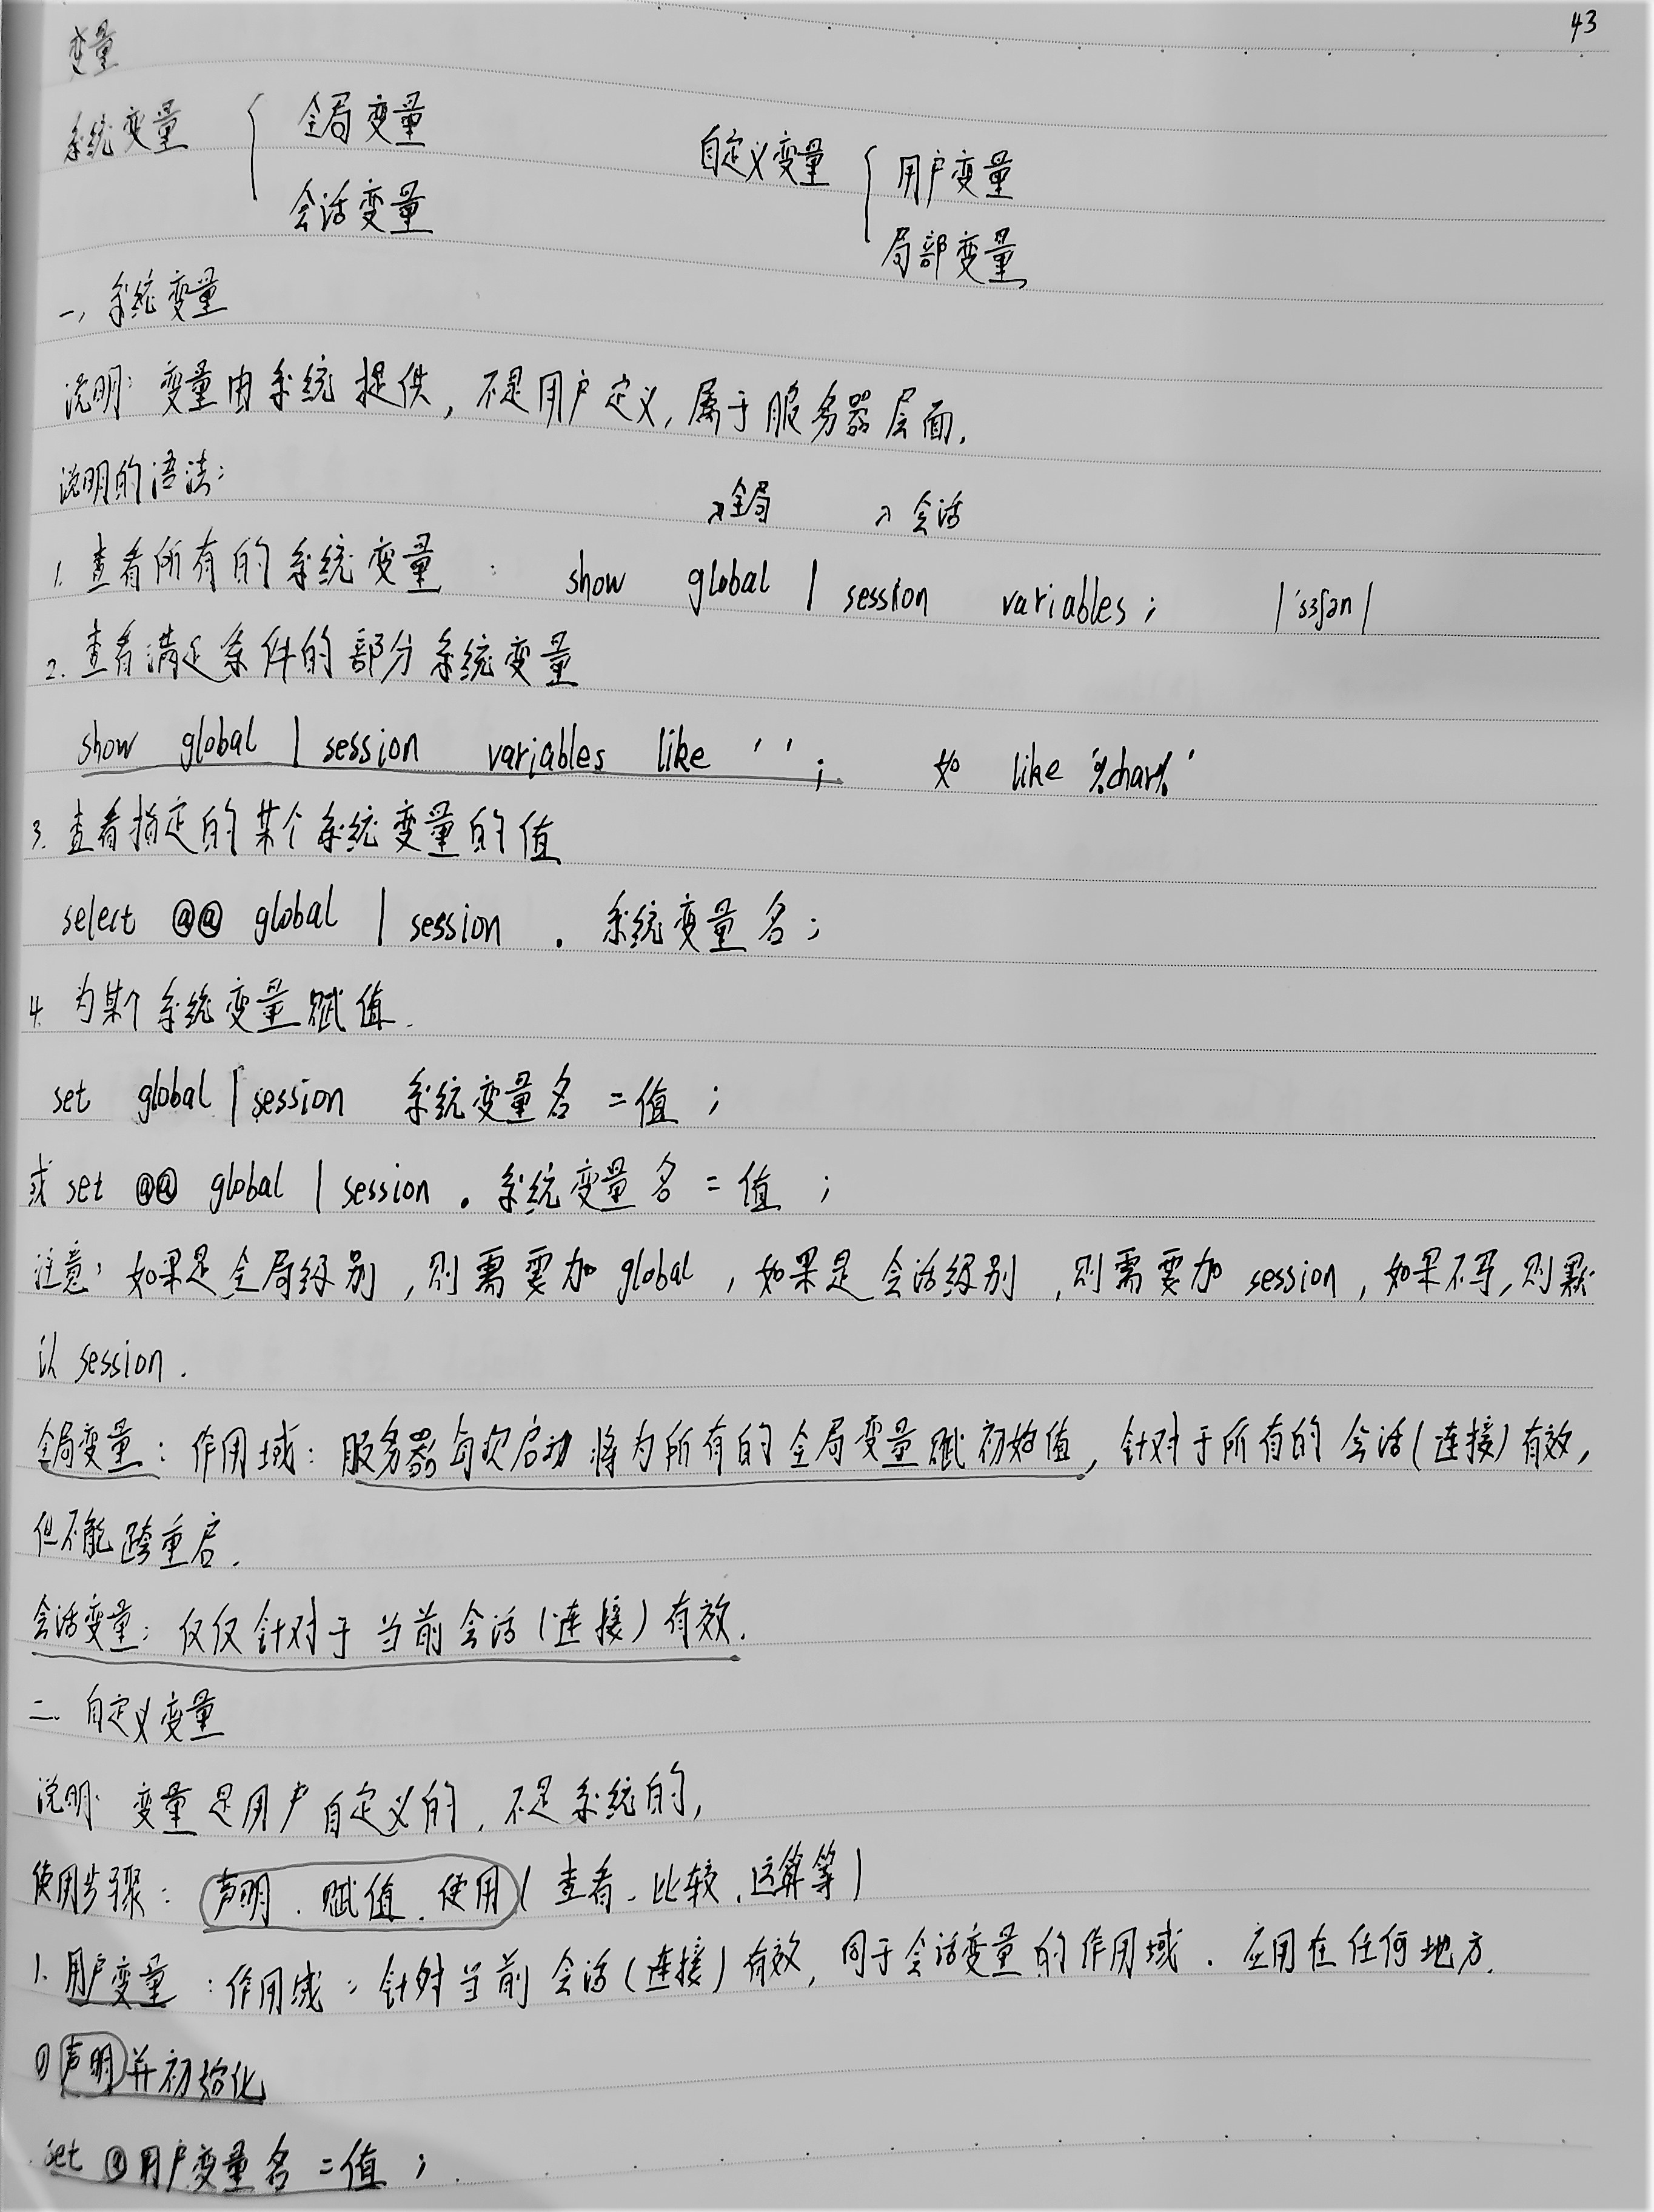 43
变量
系统变量 { 全局变量
会话变量
自定义变量 { 用户变量
局部变量
一、系统变量
说明: 变量由系统提供, 不是用户定义, 属于服务器层面.
说明的语法:
→全局 →会话
1. 查看所有的系统变量 : show global | session variables; |'sɜʃən|
2. 查看满足条件的部分系统变量
show global | session variables like ' ' ; 如 like '%char%'
3. 查看指定的某个系统变量的值
select @@ global | session . 系统变量名;
4. 为某个系统变量赋值.
set global | session 系统变量名 = 值 ;
或 set @@ global | session . 系统变量名 = 值 ;
注意: 如果是全局级别, 则需要加 global, 如果是会话级别, 则需要加 session, 如果不写, 则默
认 session.
全局变量: 作用域: 服务器每次启动将为所有的全局变量赋初始值, 针对于所有的会话(连接)有效,
但不能跨重启.
会话变量: 仅仅针对于当前会话(连接)有效.
二、自定义变量
说明: 变量是用户自定义的, 不是系统的,
使用步骤: 声明、赋值、使用(查看、比较、运算等)
1. 用户变量 : 作用域: 针对当前会话(连接)有效, 同于会话变量的作用域. 应用在任何地方.
① 声明并初始化
set @用户变量名 = 值 ;